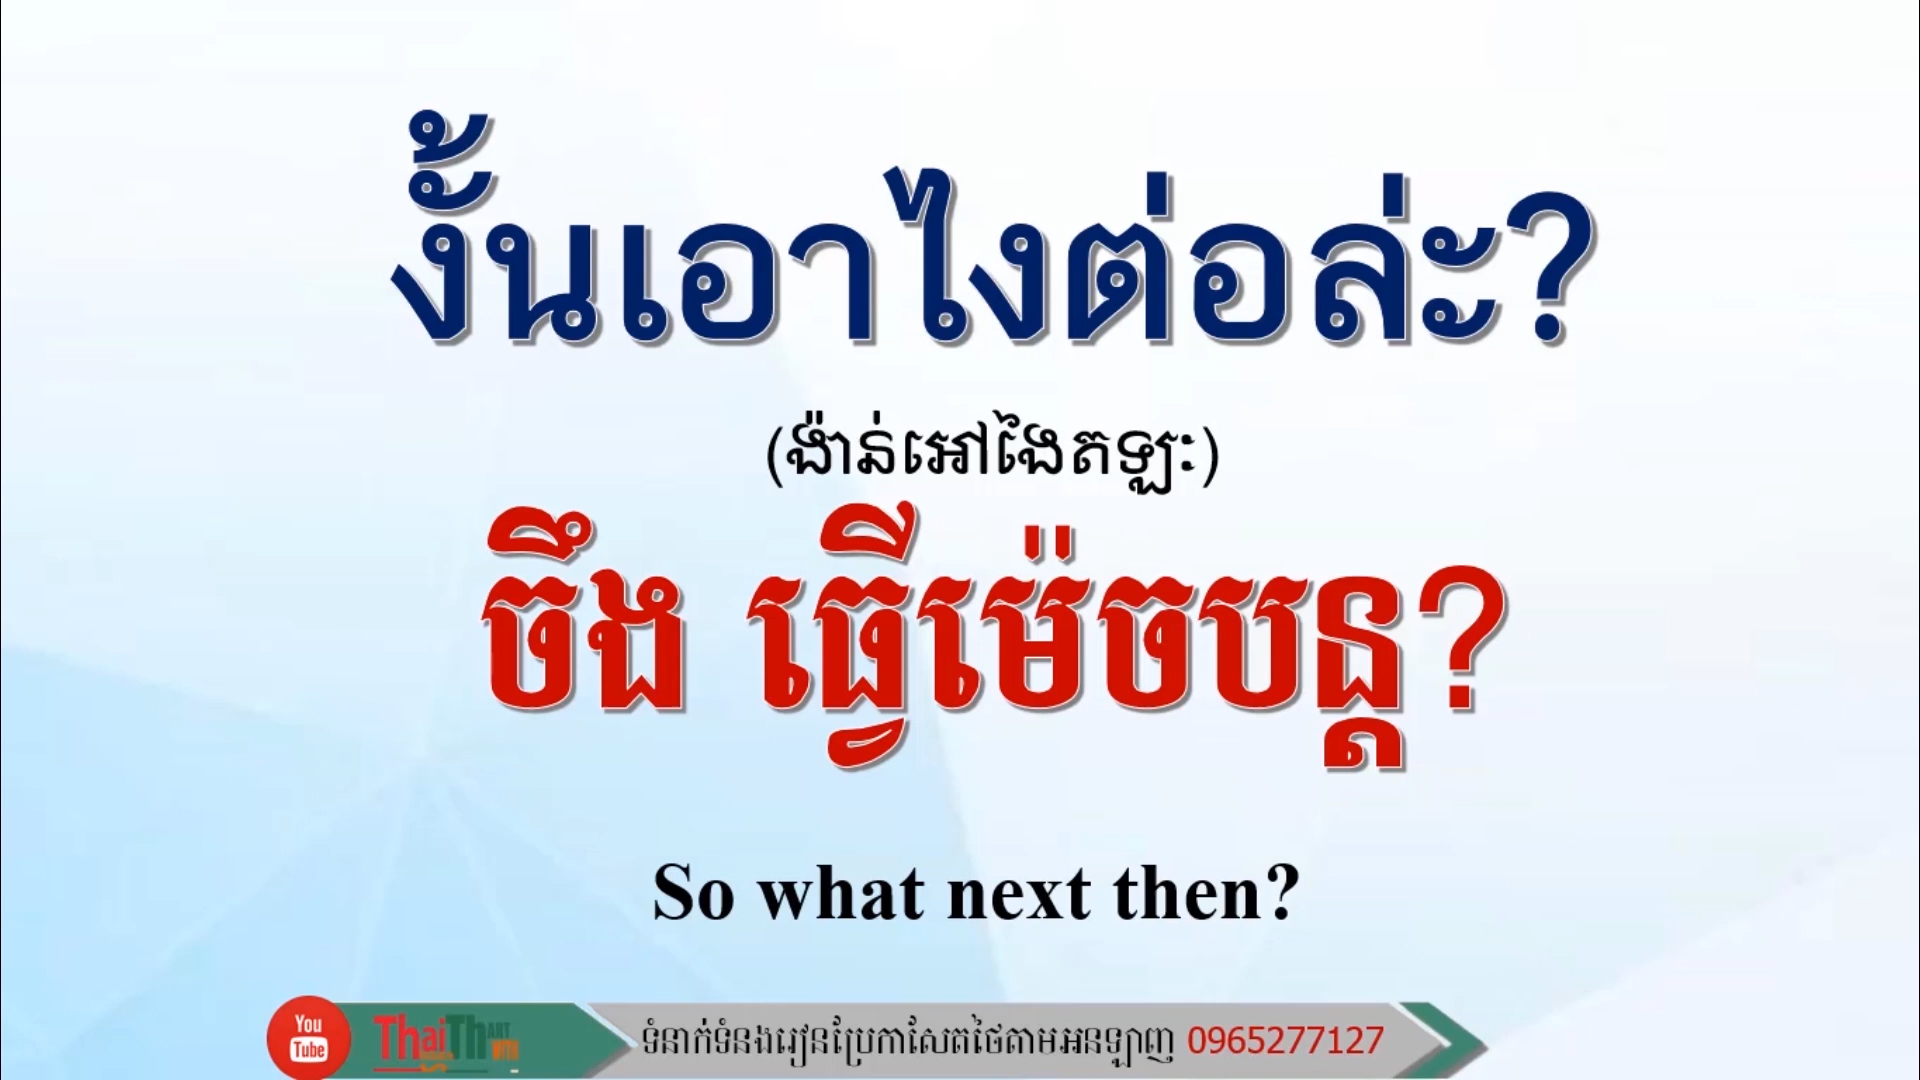 งั้นเอาไงต่อล่ะ?
(ង៉ាន់អៅងៃតឡៈ)
ចឹង ធ្វើម៉េចបន្ត?
So what next then?
You
Tube
ទំនាក់ទំនងរៀនប្រែកាសែតថៃតាមអនឡាញ 0965277127